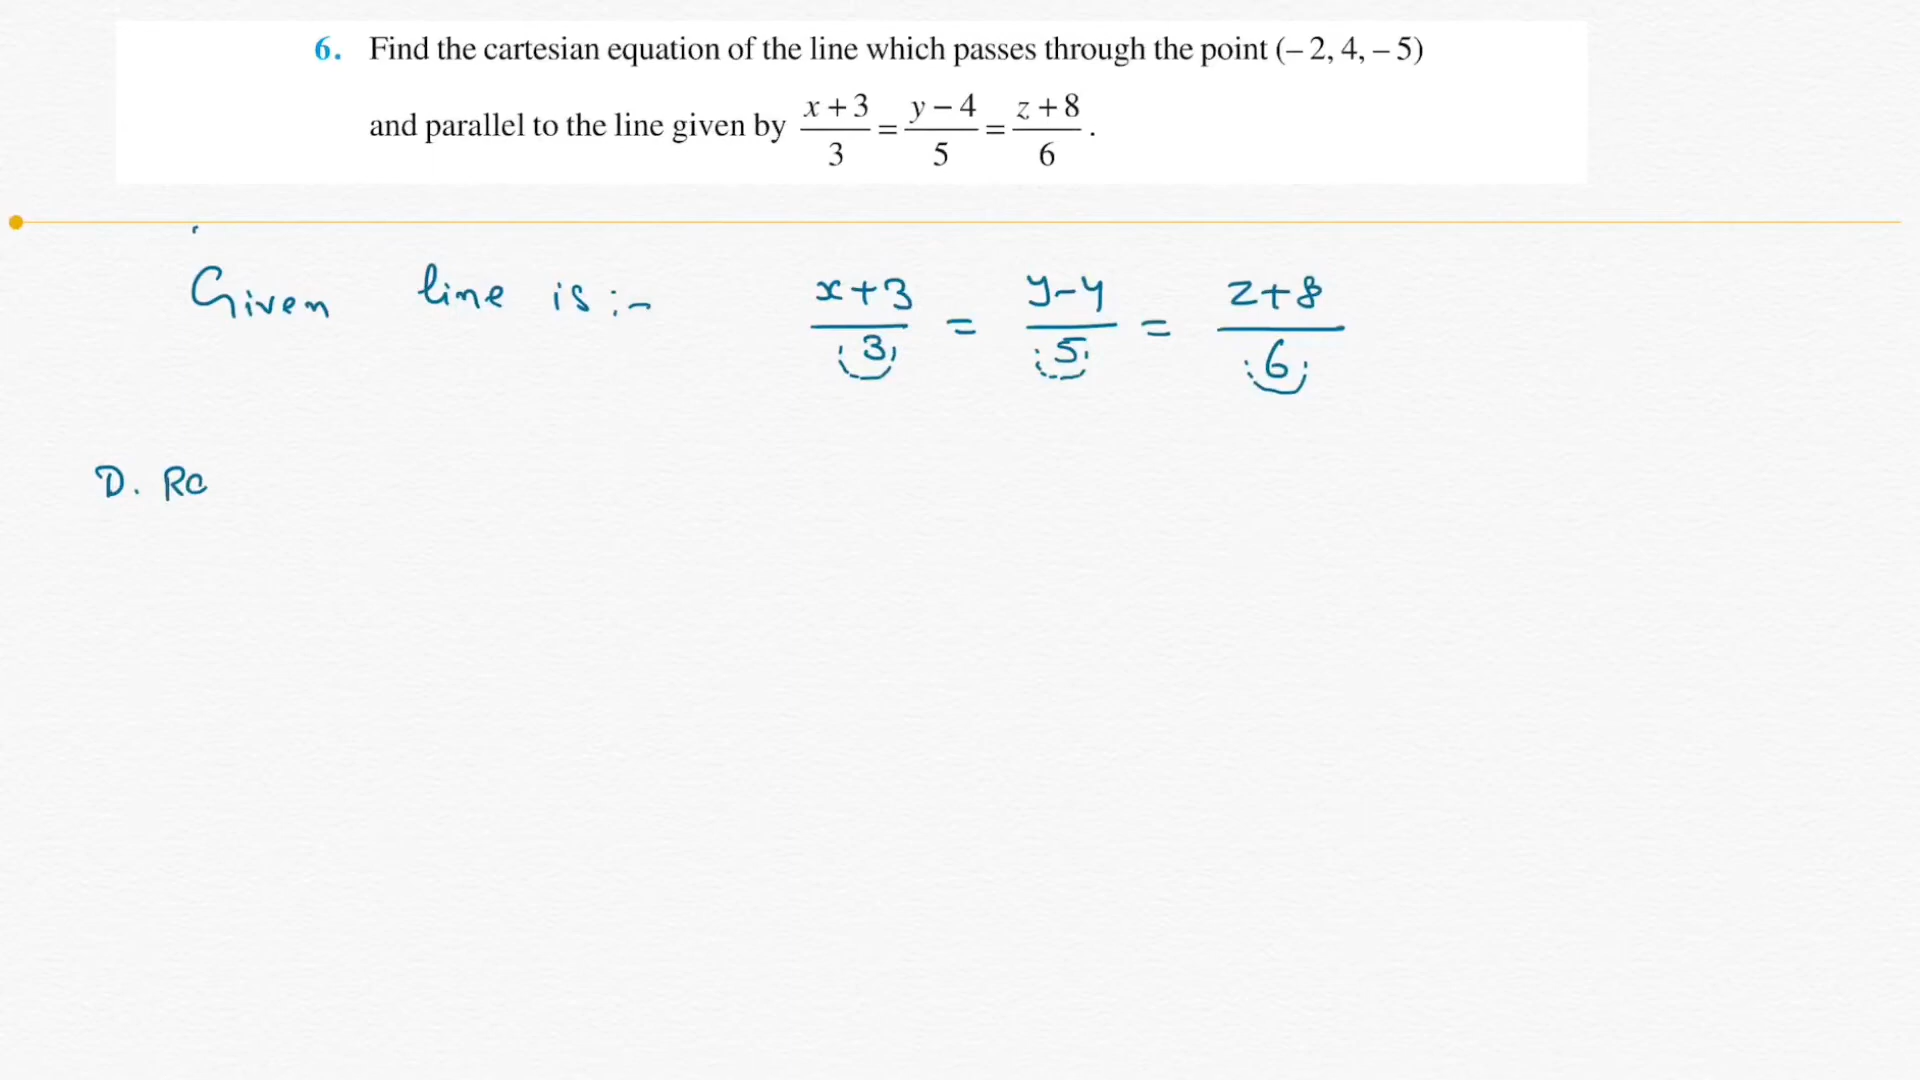 6. Find the cartesian equation of the line which passes through the point (– 2, 4, – 5)
and parallel to the line given by (x + 3)/3 = (y – 4)/5 = (z + 8)/6 .
Given line is :- (x+3)/3 = (y-4)/5 = (z+8)/6
D. Ra